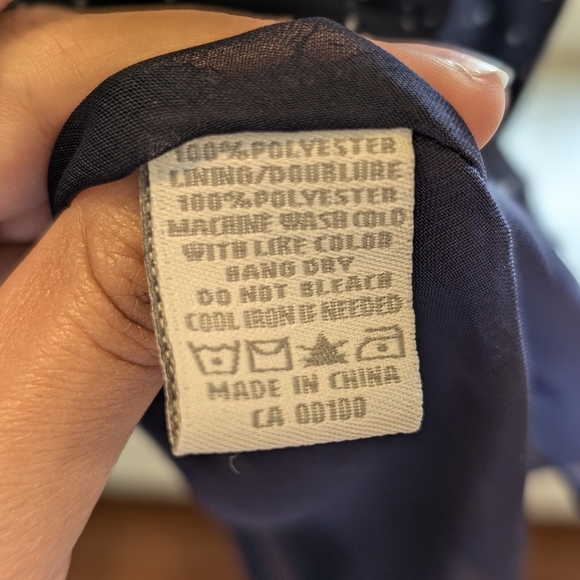 100%POLYESTER
LINING/DOUBLURE
100%POLYESTER
MACHINE WASH COLD
WITH LIKE COLOR
HANG DRY
DO NOT BLEACH
COOL IRON IF NEEDED
MADE IN CHINA
CA 00100